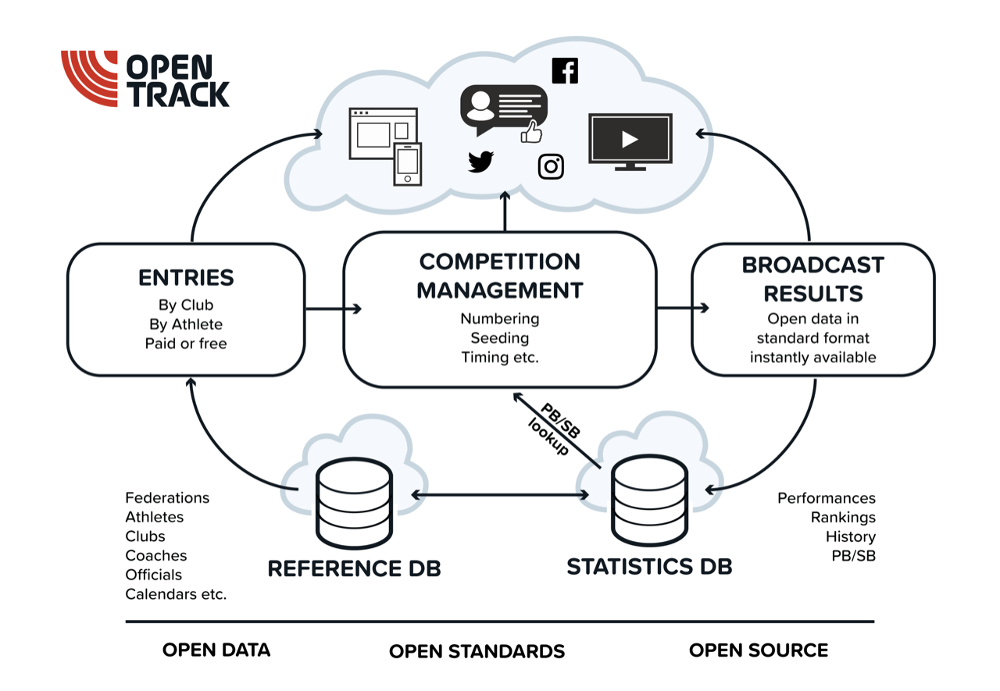 OPEN
TRACK
ENTRIES
By Club
By Athlete
Paid or free
COMPETITION
MANAGEMENT
Numbering
Seeding
Timing etc.
BROADCAST
RESULTS
Open data in
standard format
instantly available
PB/SB
lookup
Federations
Athletes
Clubs
Coaches
Officials
Calendars etc.
REFERENCE DB
STATISTICS DB
Performances
Rankings
History
PB/SB
OPEN DATA
OPEN STANDARDS
OPEN SOURCE